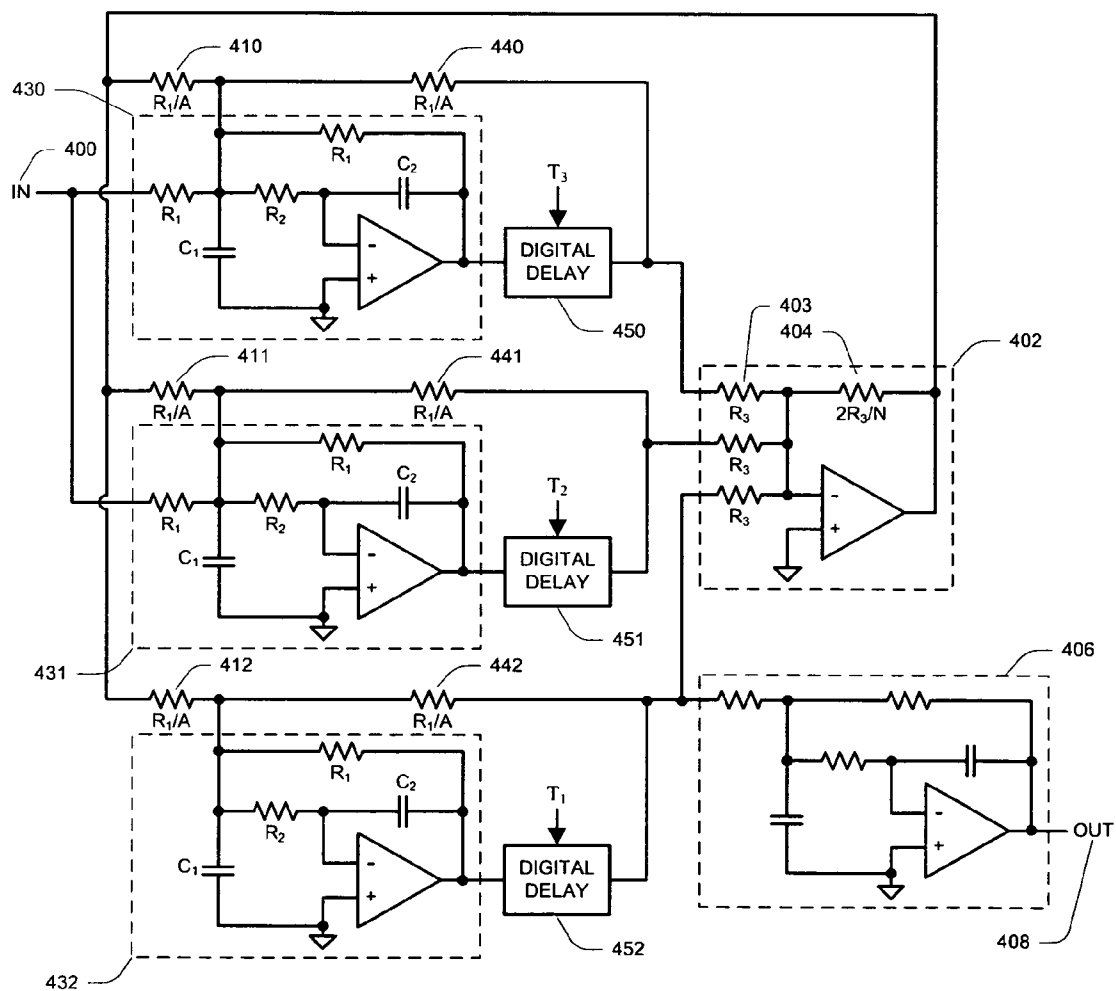 410
440
R₁/A
R₁/A
430
400
IN
R₁
C₂
R₁
R₂
C₁
-
+
T₃
DIGITAL
DELAY
450
403
404
402
R₃
2R₃/N
R₃
R₃
-
+
411
441
R₁/A
R₁/A
R₁
C₂
R₁
R₂
C₁
-
+
T₂
DIGITAL
DELAY
451
431
412
442
R₁/A
R₁/A
R₁
C₂
R₂
C₁
-
+
T₁
DIGITAL
DELAY
452
432
406
-
+
OUT
408